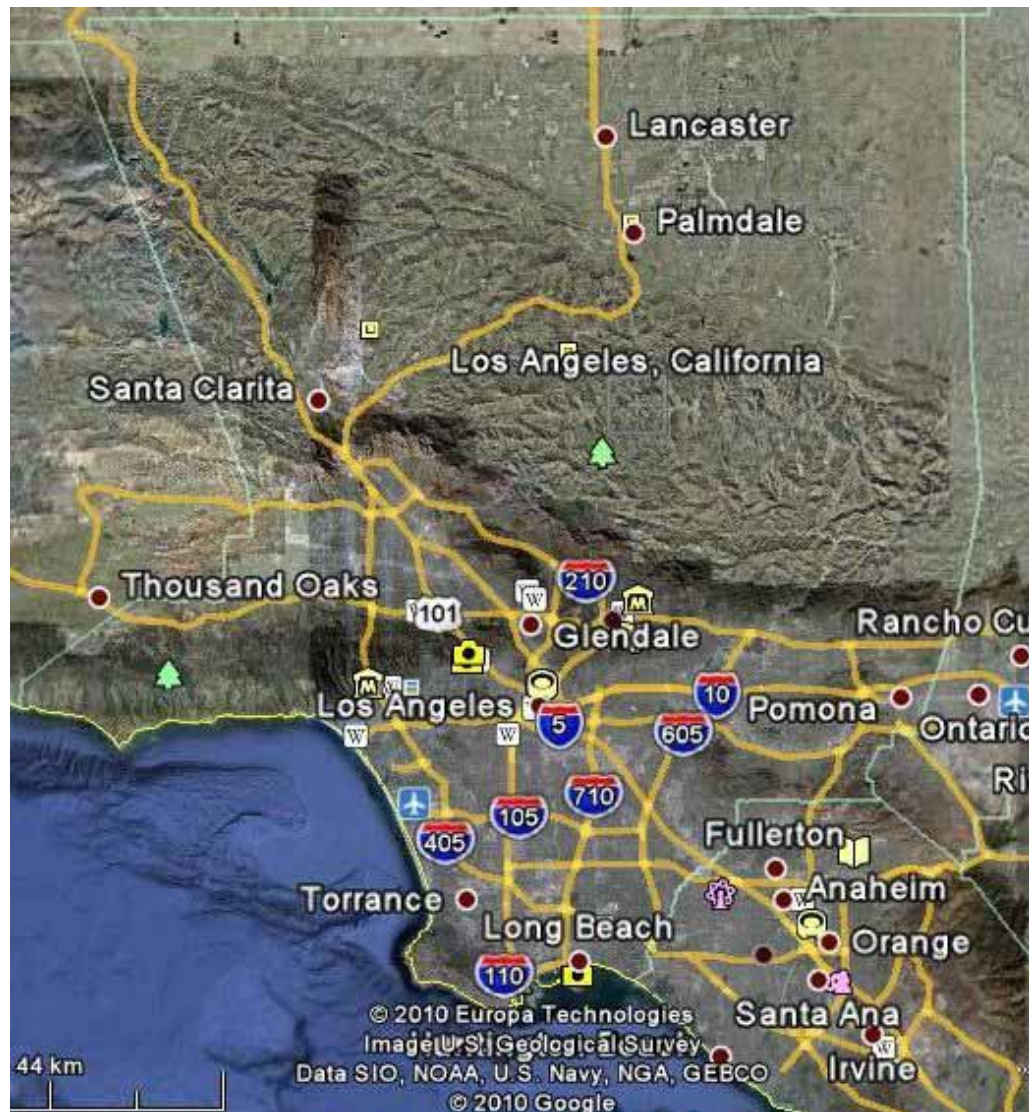 Lancaster
Palmdale
Los Angeles, California
Santa Clarita
210
Thousand Oaks
W
101
W
M
Glendale
Rancho Cu
M
W
Los Angeles
10
Pomona
Ontario
5
605
W
W
Ri
710
105
405
Fullerton
W
Anaheim
Torrance
Long Beach
Orange
110
Santa Ana
© 2010 Europa Technologies
Image U.S. Geological Survey
W
Irvine
44 km
Data SIO, NOAA, U.S. Navy, NGA, GEBCO
© 2010 Google